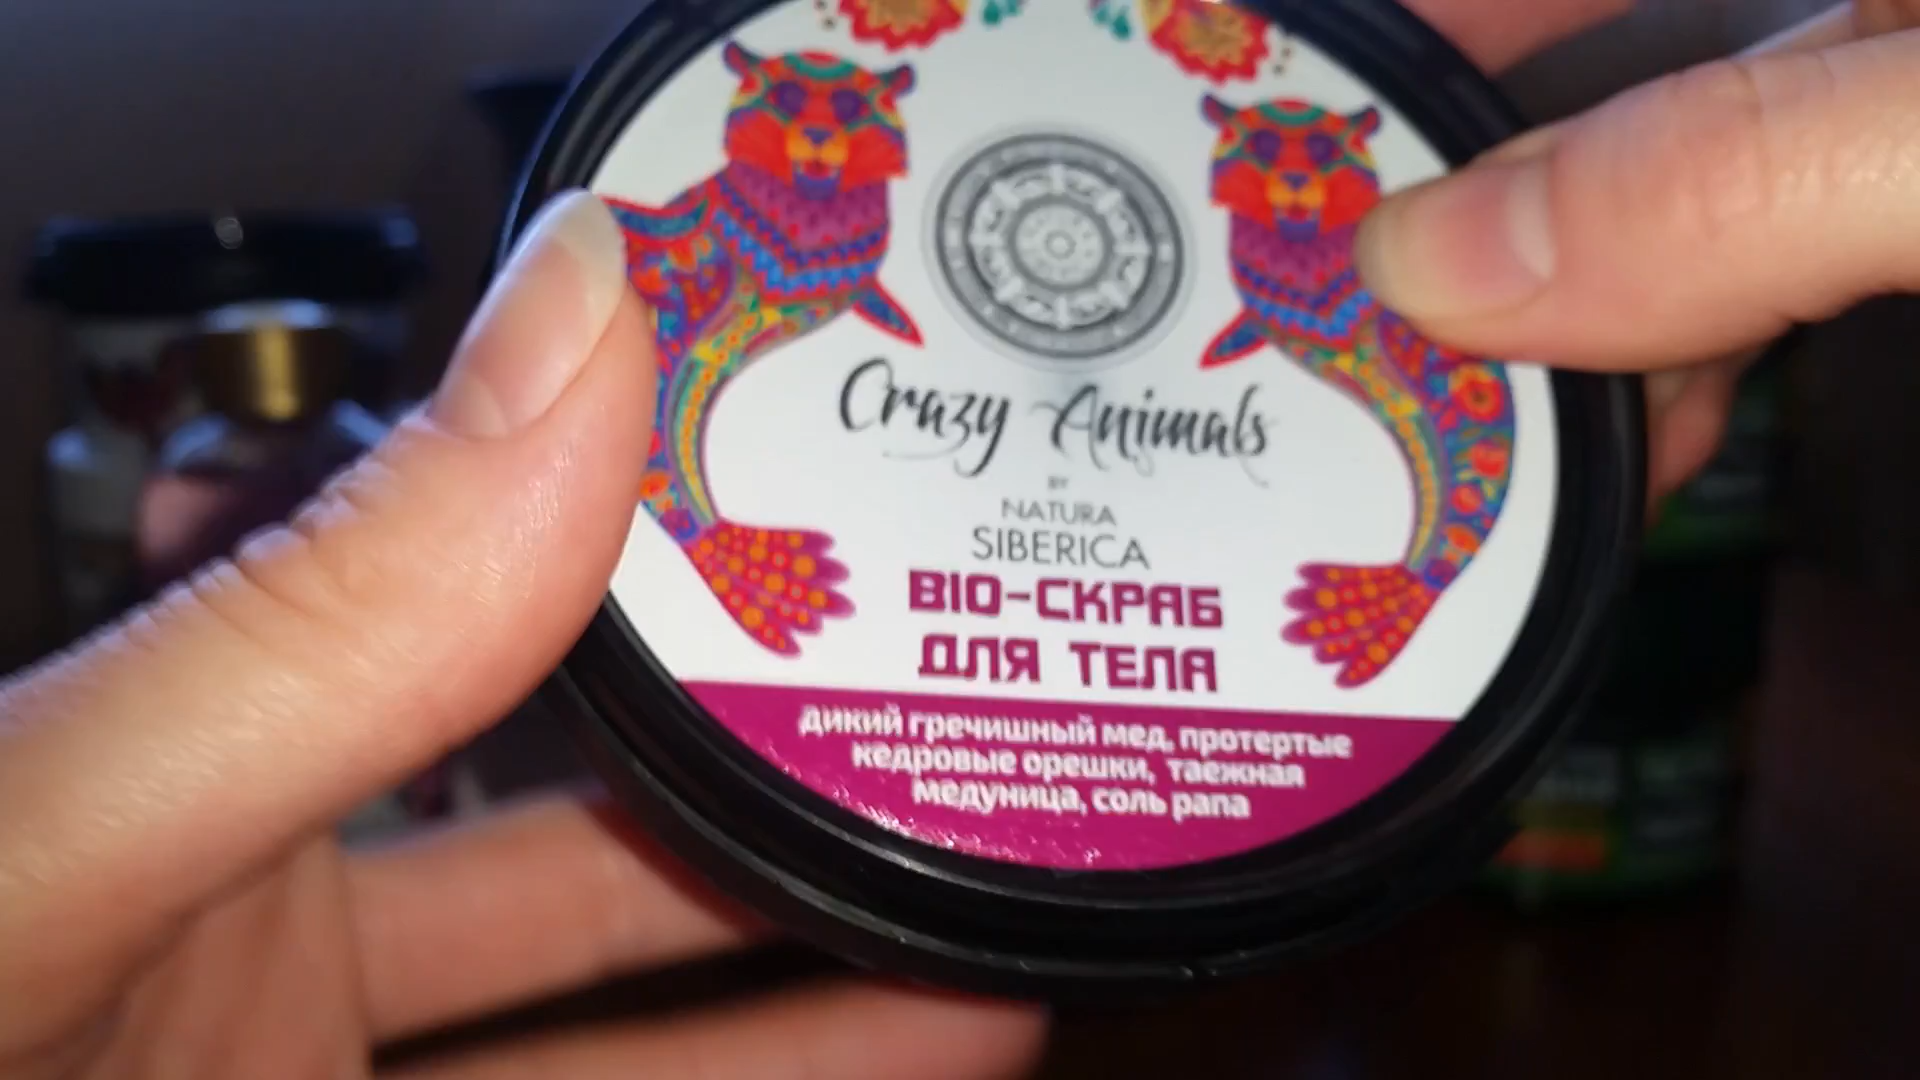 Crazy Animals
BY
NATURA
SIBERICA
BIO-СКРАБ
ДЛЯ ТЕЛА
дикий гречишный мед, протертые
кедровые орешки, таежная
медуница, соль рапа